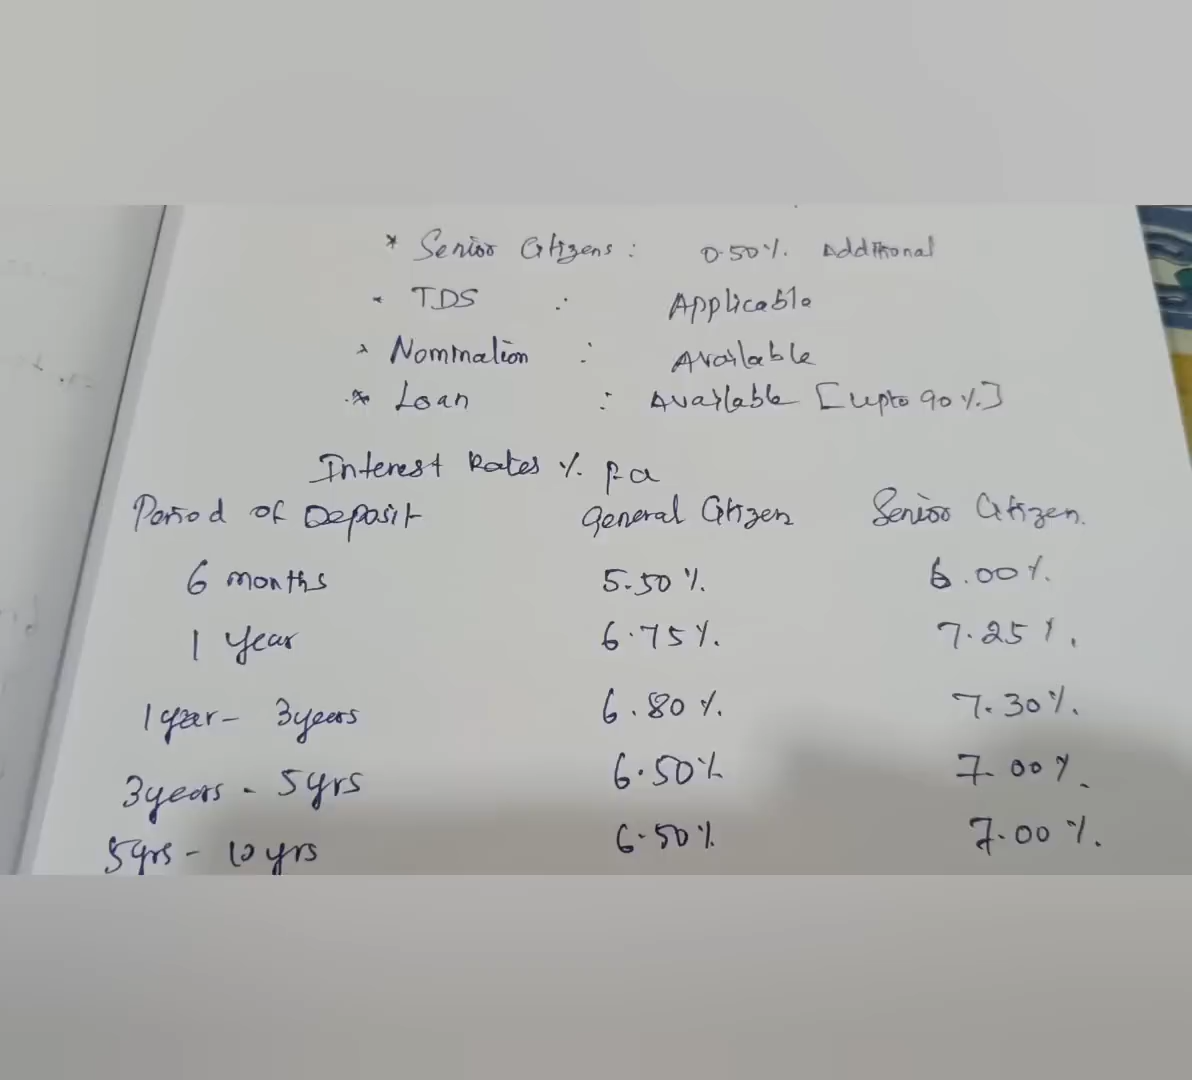 * Senior Citizens : 0.50% Additional
* TDS : Applicable
* Nommation : Available
* Loan : Available [upto 90%]
Interest Rates % p.a
Period of Deposit General Citizen Senior Citizen.
6 months 5.50% 6.00%
1 year 6.75% 7.25%
1 year - 3 years 6.80% 7.30%
3 years - 5 yrs 6.50% 7.00%
5 yrs - 10 yrs 6.50% 7.00%